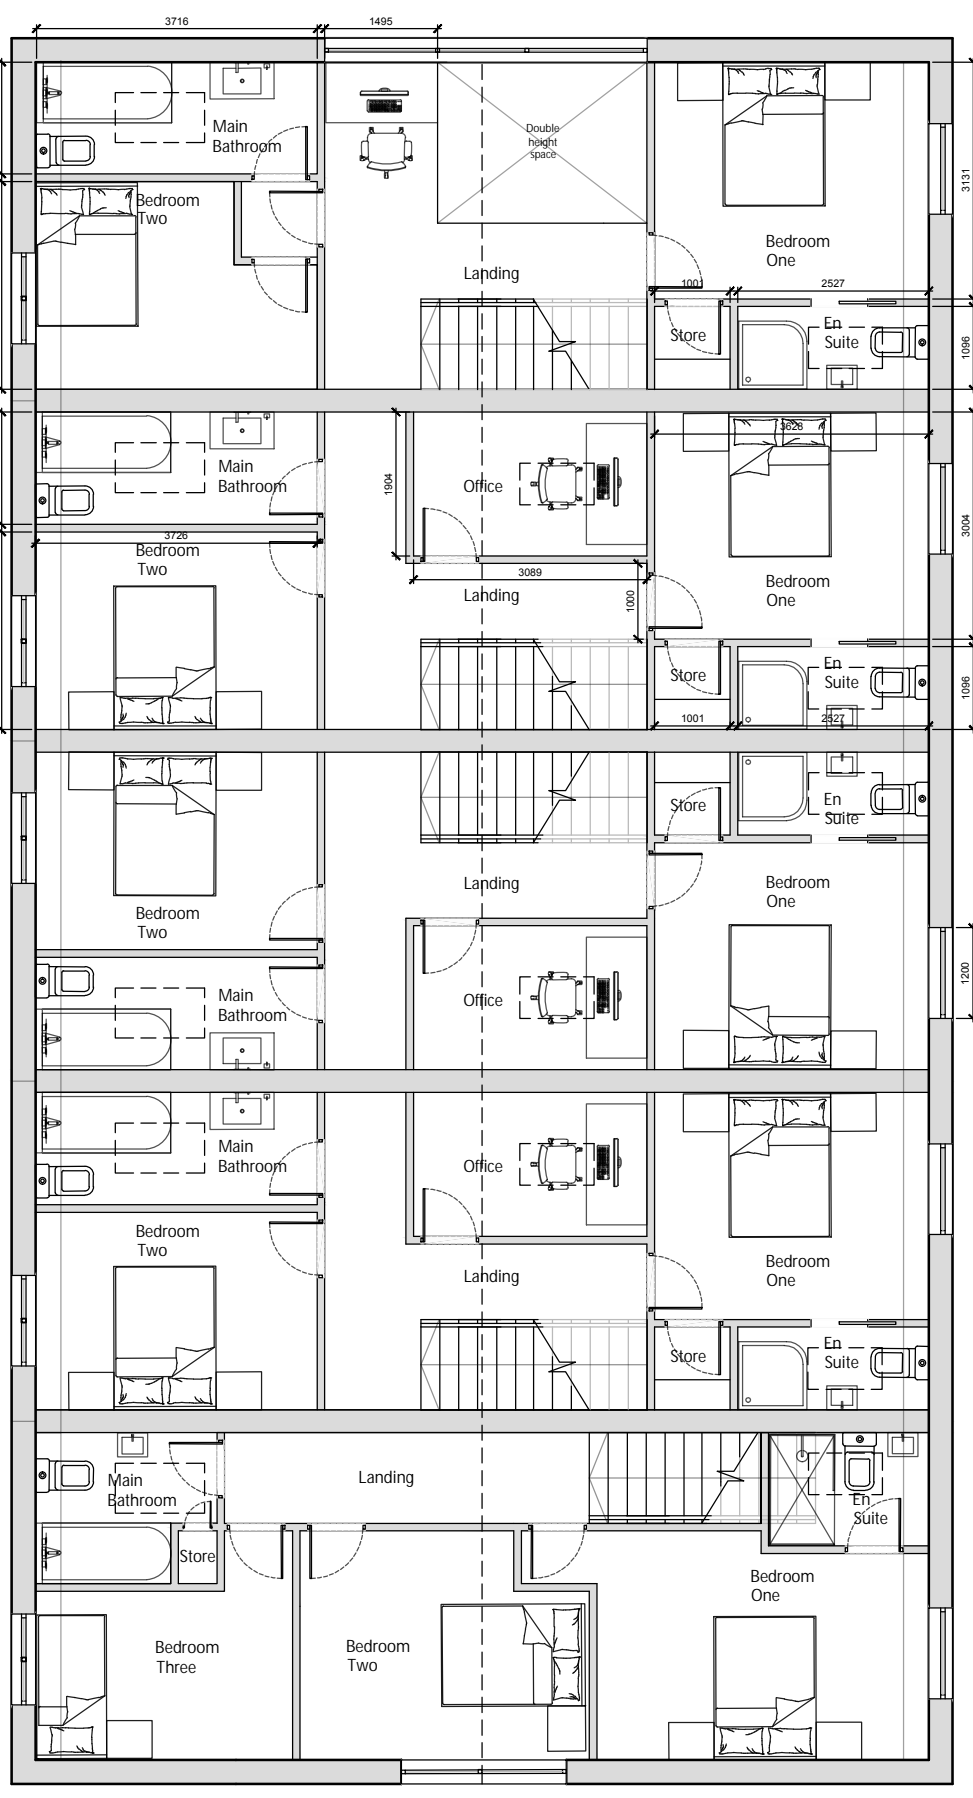 3716
1495
Main
Bathroom
Double
height
space
Bedroom
Two
3131
Bedroom
One
Landing
1001
2527
Store
En
Suite
1096
3628
Main
Bathroom
1904
Office
3004
3726
Bedroom
Two
3089
Landing
1000
Bedroom
One
Store
En
Suite
1096
1001
2527
Store
En
Suite
Landing
Bedroom
One
Bedroom
Two
1200
Main
Bathroom
Office
Main
Bathroom
Office
Bedroom
Two
Bedroom
One
Landing
Store
En
Suite
Main
Bathroom
Landing
En
Suite
Store
Bedroom
One
Bedroom
Three
Bedroom
Two